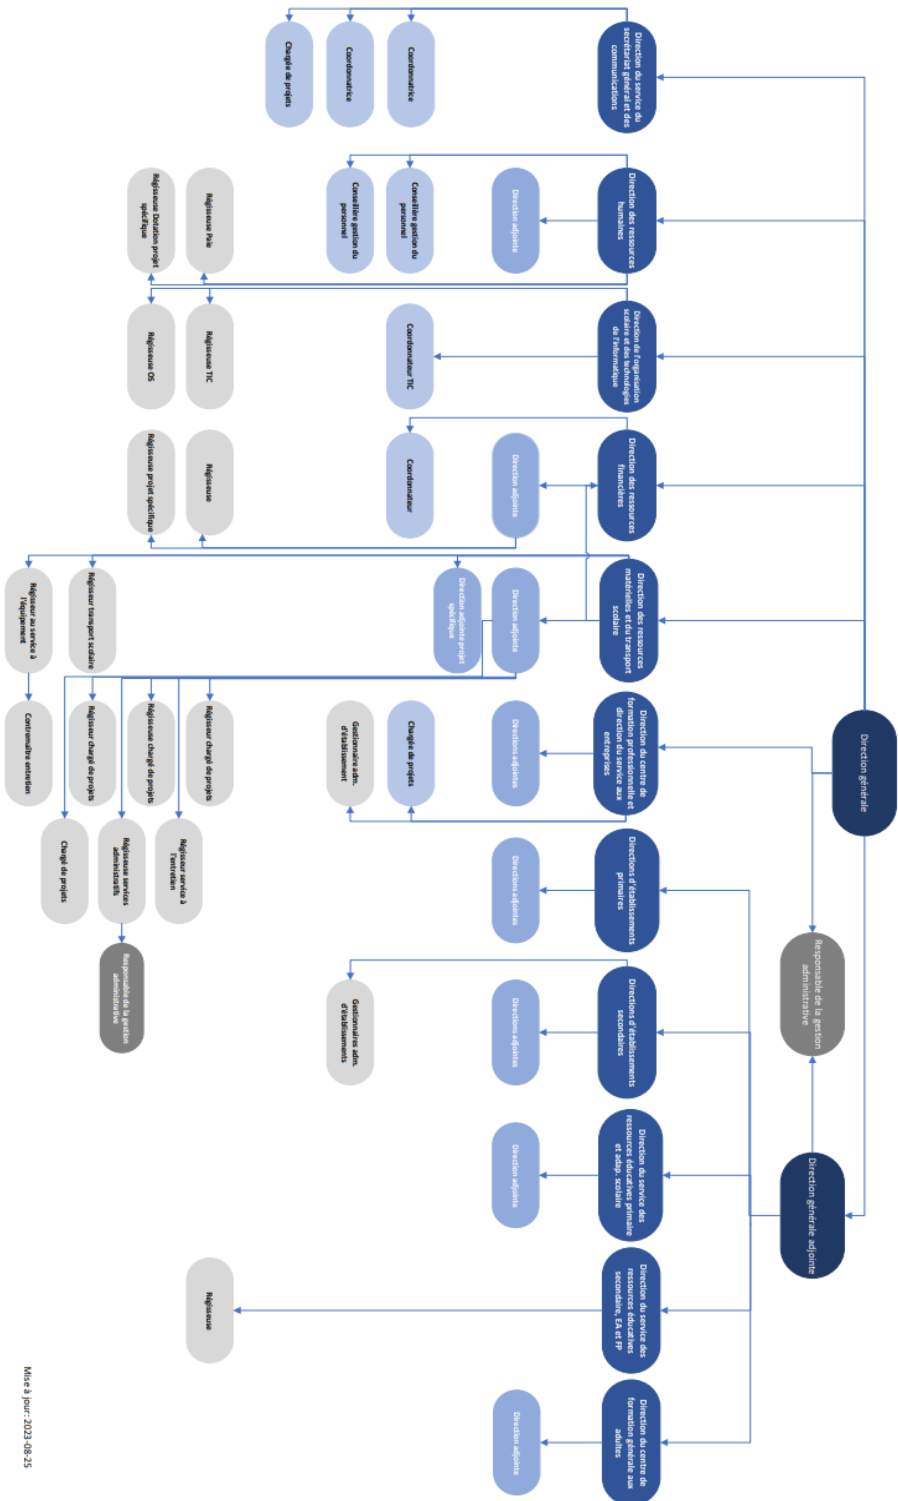 Direction générale
Responsable de la gestion
administrative
Direction générale adjointe
Direction du service du
secrétariat général et des
communications
Direction des ressources
humaines
Direction de l'organisation
scolaire et des technologies
de l'informatique
Direction des ressources
financières
Direction des ressources
matérielles et du transport
scolaire
Direction du centre de
formation professionnelle et
direction du service aux
entreprises
Directions d'établissements
primaires
Directions d'établissements
secondaires
Direction du service des
ressources éducatives primaire
et adap. scolaire
Direction du service des
ressources éducatives
secondaire, EA et FP
Direction du centre de
formation générale aux
adultes
Direction adjointe
Direction adjointe
Direction adjointe
Directions adjointes
Directions adjointes
Directions adjointes
Direction adjointe
Direction adjointe
Direction adjointe projet
spécifique
Coordonnatrice
Conseillère gestion du
personnel
Coordonnateur TIC
Coordonnateur
Chargée de projets
Coordonnatrice
Conseillère gestion du
personnel
Gestionnaire adm.
d'établissement
Gestionnaires adm.
d'établissements
Chargée de projets
Régisseuse Paie
Régisseuse TIC
Régisseuse
Régisseur chargé de projets
Régisseuse
Régisseuse Dotation projet
spécifique
Régisseuse OS
Régisseuse projet spécifique
Régisseuse chargé de projets
Régisseur service à
l'entretien
Régisseur transport scolaire
Régisseur chargé de projets
Régisseuse services
administratifs
Responsable de la gestion
administrative
Régisseur au service à
l'équipement
Contremaître entretien
Chargé de projets
Mise à jour: 2023-08-25